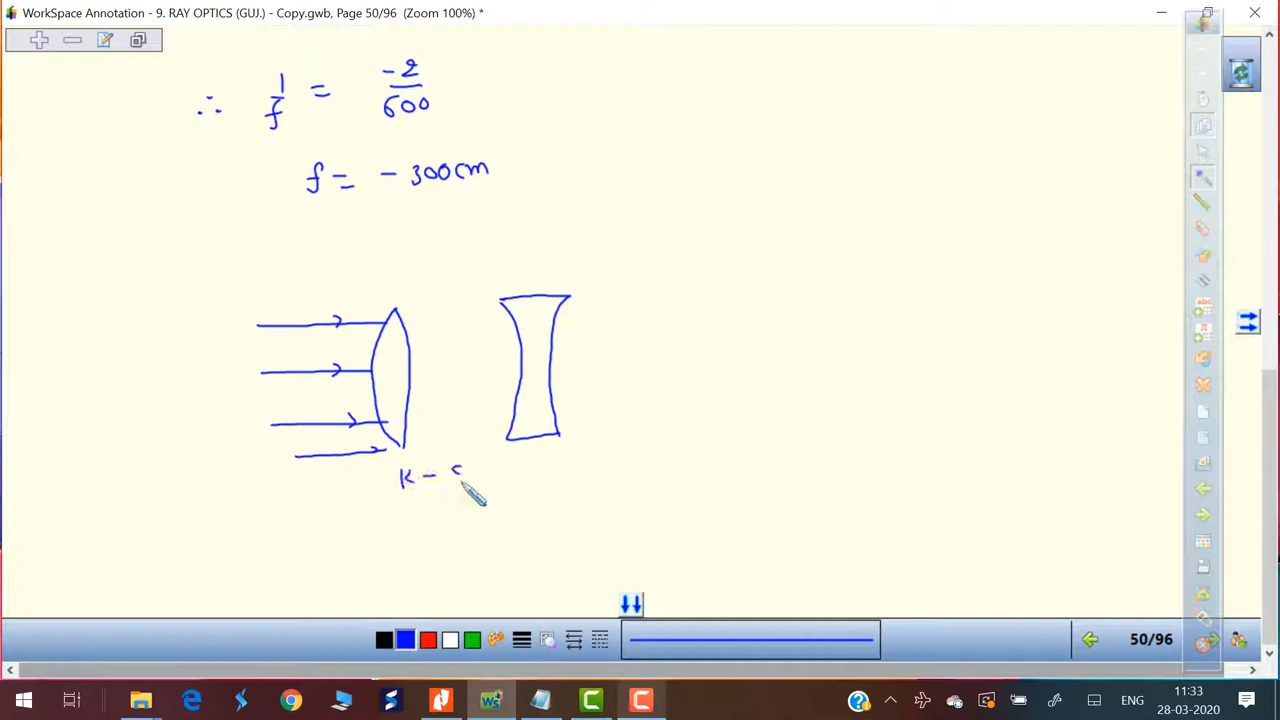 WorkSpace Annotation - 9. RAY OPTICS (GUJ.) - Copy.gwb, Page 50/96 (Zoom 100%) *
∴ 1/f = -2/600
f = - 300cm
K -
50/96
ENG
11:33
28-03-2020